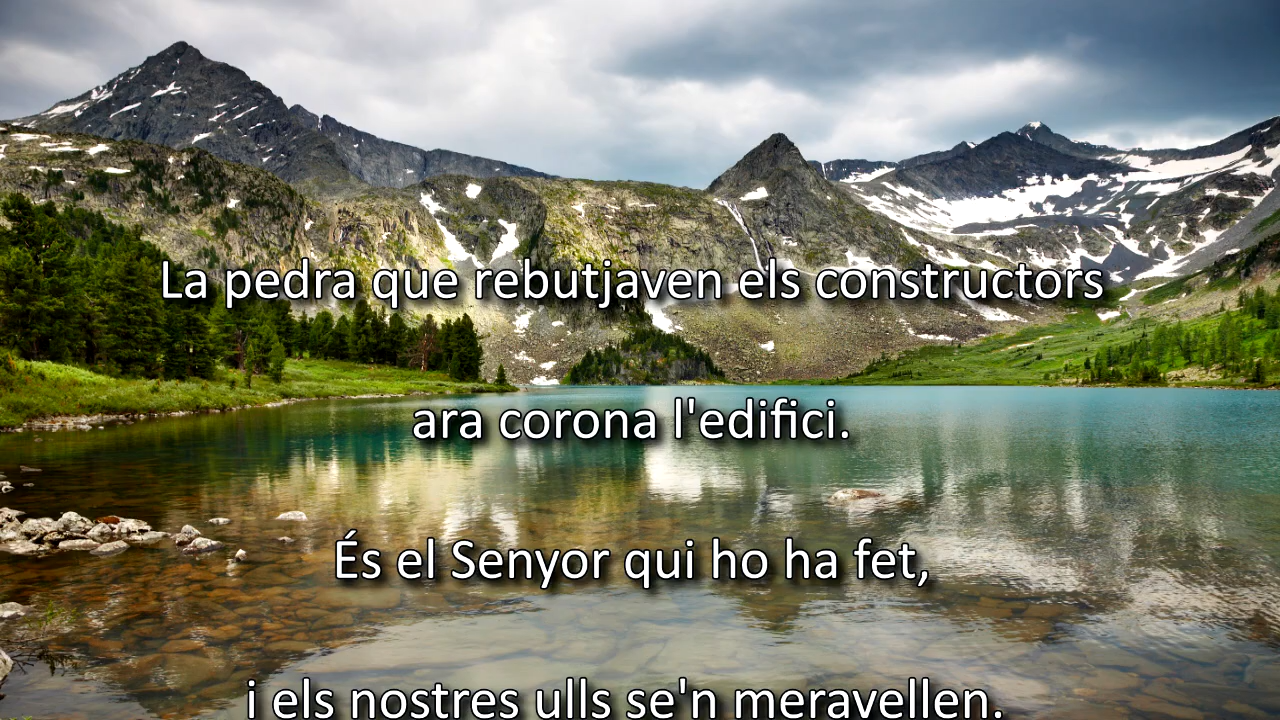 La pedra que rebutjaven els constructors
ara corona l'edifici.
És el Senyor qui ho ha fet,
i els nostres ulls se'n meravellen.